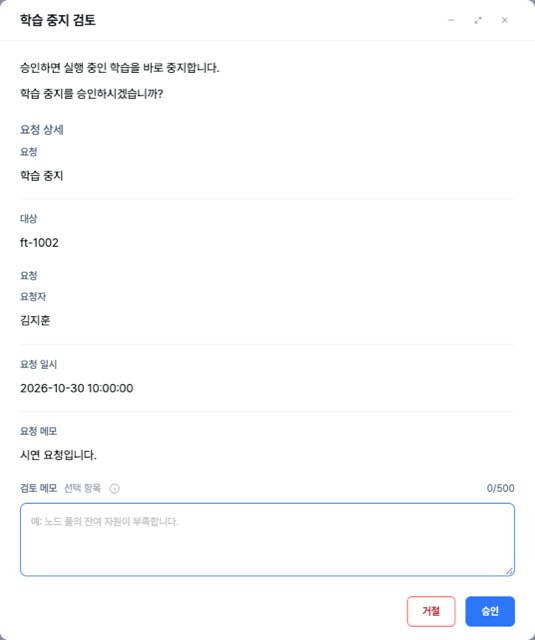 학습 중지 검토
승인하면 실행 중인 학습을 바로 중지합니다.
학습 중지를 승인하시겠습니까?
요청 상세
요청
학습 중지
대상
ft-1002
요청
요청자
김지훈
요청 일시
2026-10-30 10:00:00
요청 메모
시연 요청입니다.
검토 메모 선택 항목 0/500
예: 노드 풀의 잔여 자원이 부족합니다.
거절 승인